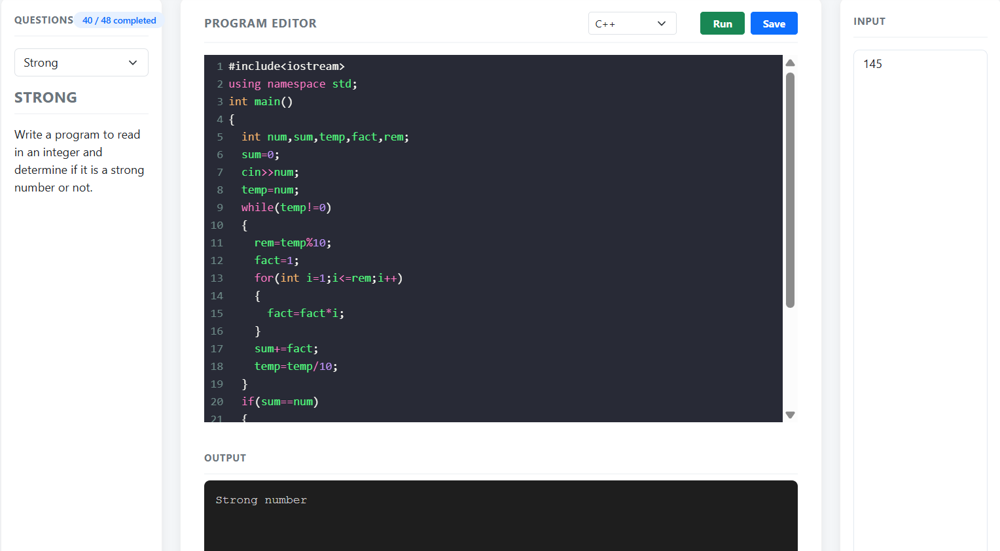 QUESTIONS 40 / 48 completed
Strong
STRONG
Write a program to read
in an integer and
determine if it is a strong
number or not.
PROGRAM EDITOR
C++
Run
Save
1 #include<iostream>
2 using namespace std;
3 int main()
4 {
5   int num,sum,temp,fact,rem;
6   sum=0;
7   cin>>num;
8   temp=num;
9   while(temp!=0)
10   {
11     rem=temp%10;
12     fact=1;
13     for(int i=1;i<=rem;i++)
14     {
15       fact=fact*i;
16     }
17     sum+=fact;
18     temp=temp/10;
19   }
20   if(sum==num)
21   {
OUTPUT
Strong number
INPUT
145